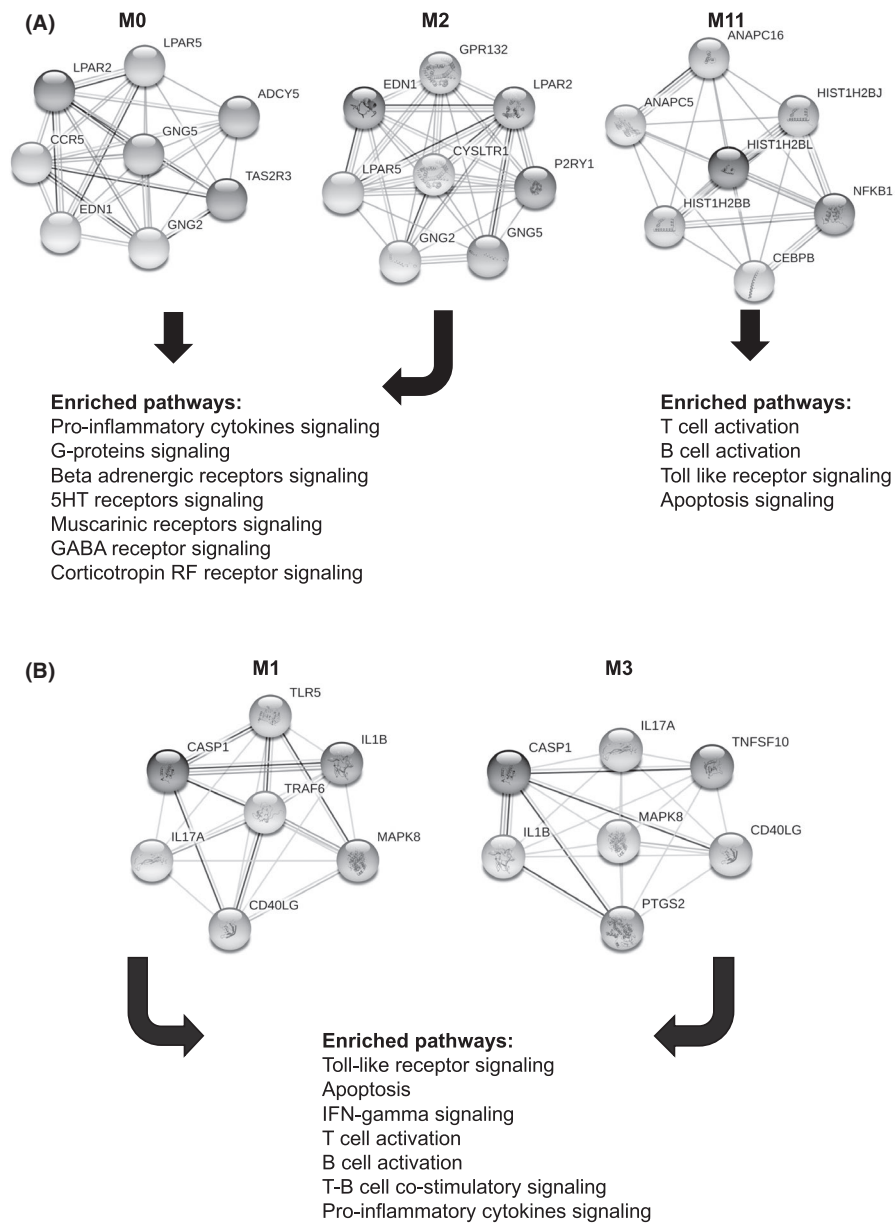 (A)
M0
M2
M11
LPAR5
LPAR2
ADCY5
GNG5
CCR5
TAS2R3
EDN1
GNG2
GPR132
EDN1
LPAR2
CYSLTR1
LPAR5
P2RY1
GNG2
GNG5
ANAPC16
ANAPC5
HIST1H2BJ
HIST1H2BL
HIST1H2BB
NFKB1
CEBPB
Enriched pathways:
Pro-inflammatory cytokines signaling
G-proteins signaling
Beta adrenergic receptors signaling
5HT receptors signaling
Muscarinic receptors signaling
GABA receptor signaling
Corticotropin RF receptor signaling
Enriched pathways:
T cell activation
B cell activation
Toll like receptor signaling
Apoptosis signaling
(B)
M1
M3
TLR5
CASP1
IL1B
TRAF6
IL17A
MAPK8
CD40LG
IL17A
CASP1
TNFSF10
MAPK8
IL1B
CD40LG
PTGS2
Enriched pathways:
Toll-like receptor signaling
Apoptosis
IFN-gamma signaling
T cell activation
B cell activation
T-B cell co-stimulatory signaling
Pro-inflammatory cytokines signaling